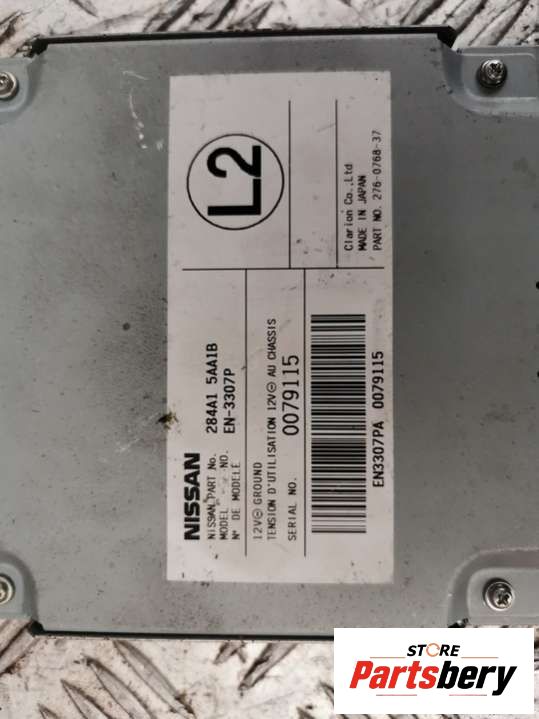 NISSAN
NISSAN PART No. 284A1 5AA1B
MODEL NO. EN-3307P
N° DE MODELE
12V⊖ GROUND
TENSION D'UTILISATION 12V⊖ AU CHASSIS
SERIAL NO. 0079115
EN3307PA 0079115
L2
Clarion Co.,Ltd
MADE IN JAPAN
PART NO. 276-0768-37
STORE
Partsbery